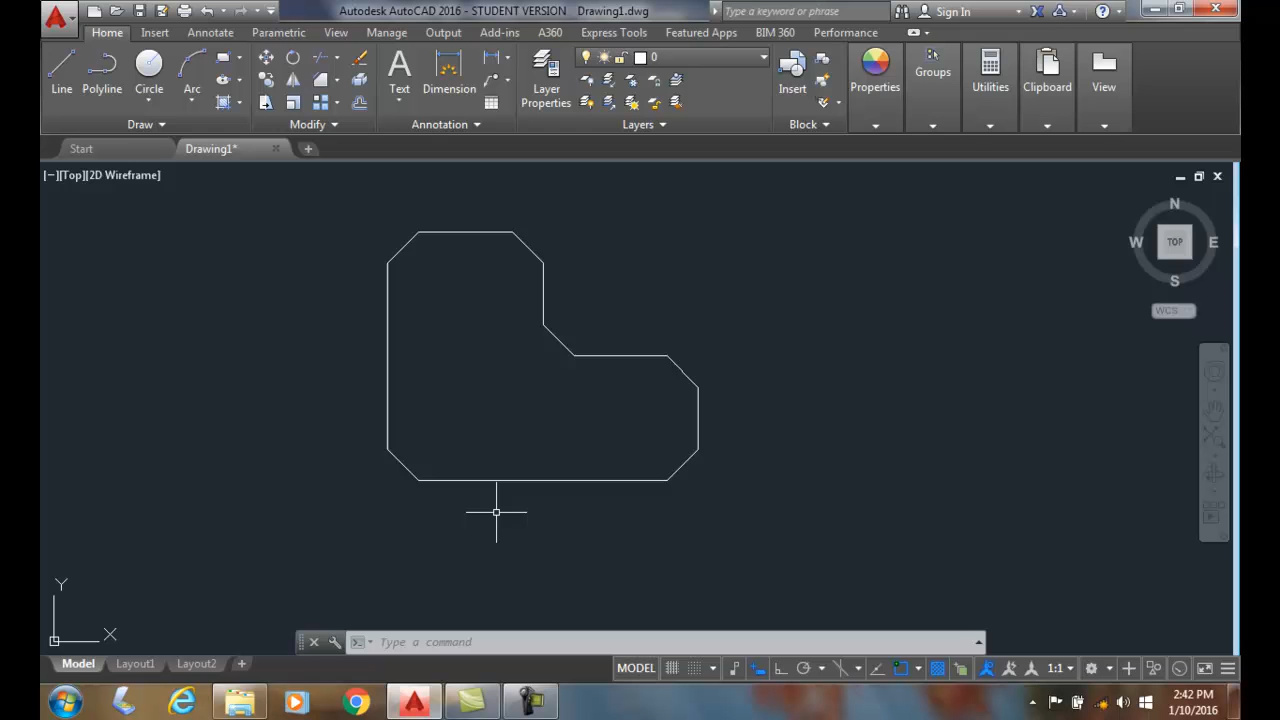 Autodesk AutoCAD 2016 - STUDENT VERSION Drawing1.dwg
Type a keyword or phrase
Sign In
Home Insert Annotate Parametric View Manage Output Add-ins A360 Express Tools Featured Apps BIM 360 Performance
0
Line Polyline Circle Arc Text Dimension Layer Properties Insert Properties Groups Utilities Clipboard View
Draw Modify Annotation Layers Block
Start Drawing1*
[−][Top][2D Wireframe]
N
W TOP E
S
WCS
Y
X
Type a command
Model Layout1 Layout2
MODEL 1:1
2:42 PM
1/10/2016